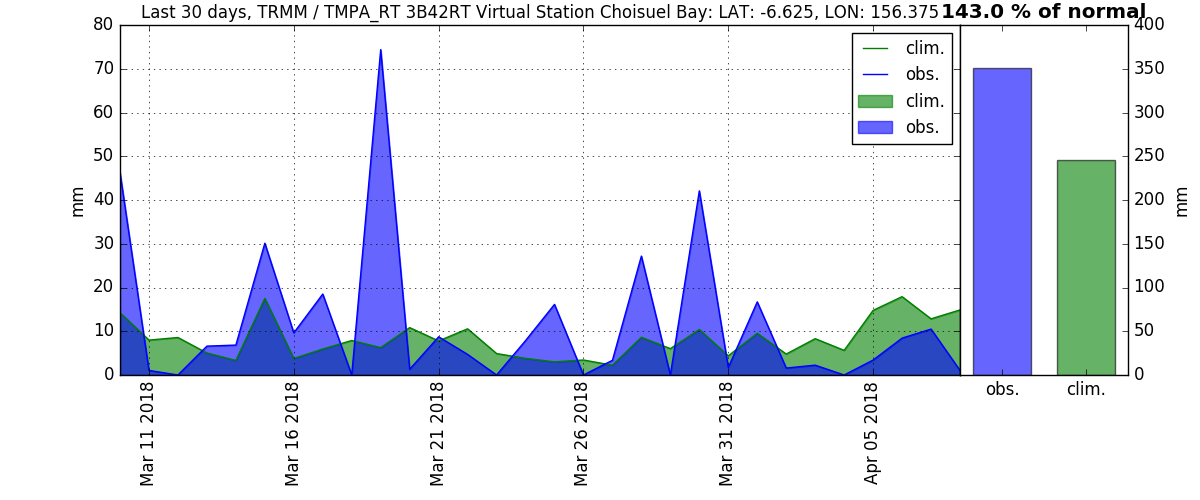 Last 30 days, TRMM / TMPA_RT 3B42RT Virtual Station Choisuel Bay: LAT: -6.625, LON: 156.375
143.0 % of normal
80
70
60
50
40
30
20
10
0
mm
clim.
obs.
clim.
obs.
Mar 11 2018
Mar 16 2018
Mar 21 2018
Mar 26 2018
Mar 31 2018
Apr 05 2018
400
350
300
250
200
150
100
50
0
mm
obs.
clim.